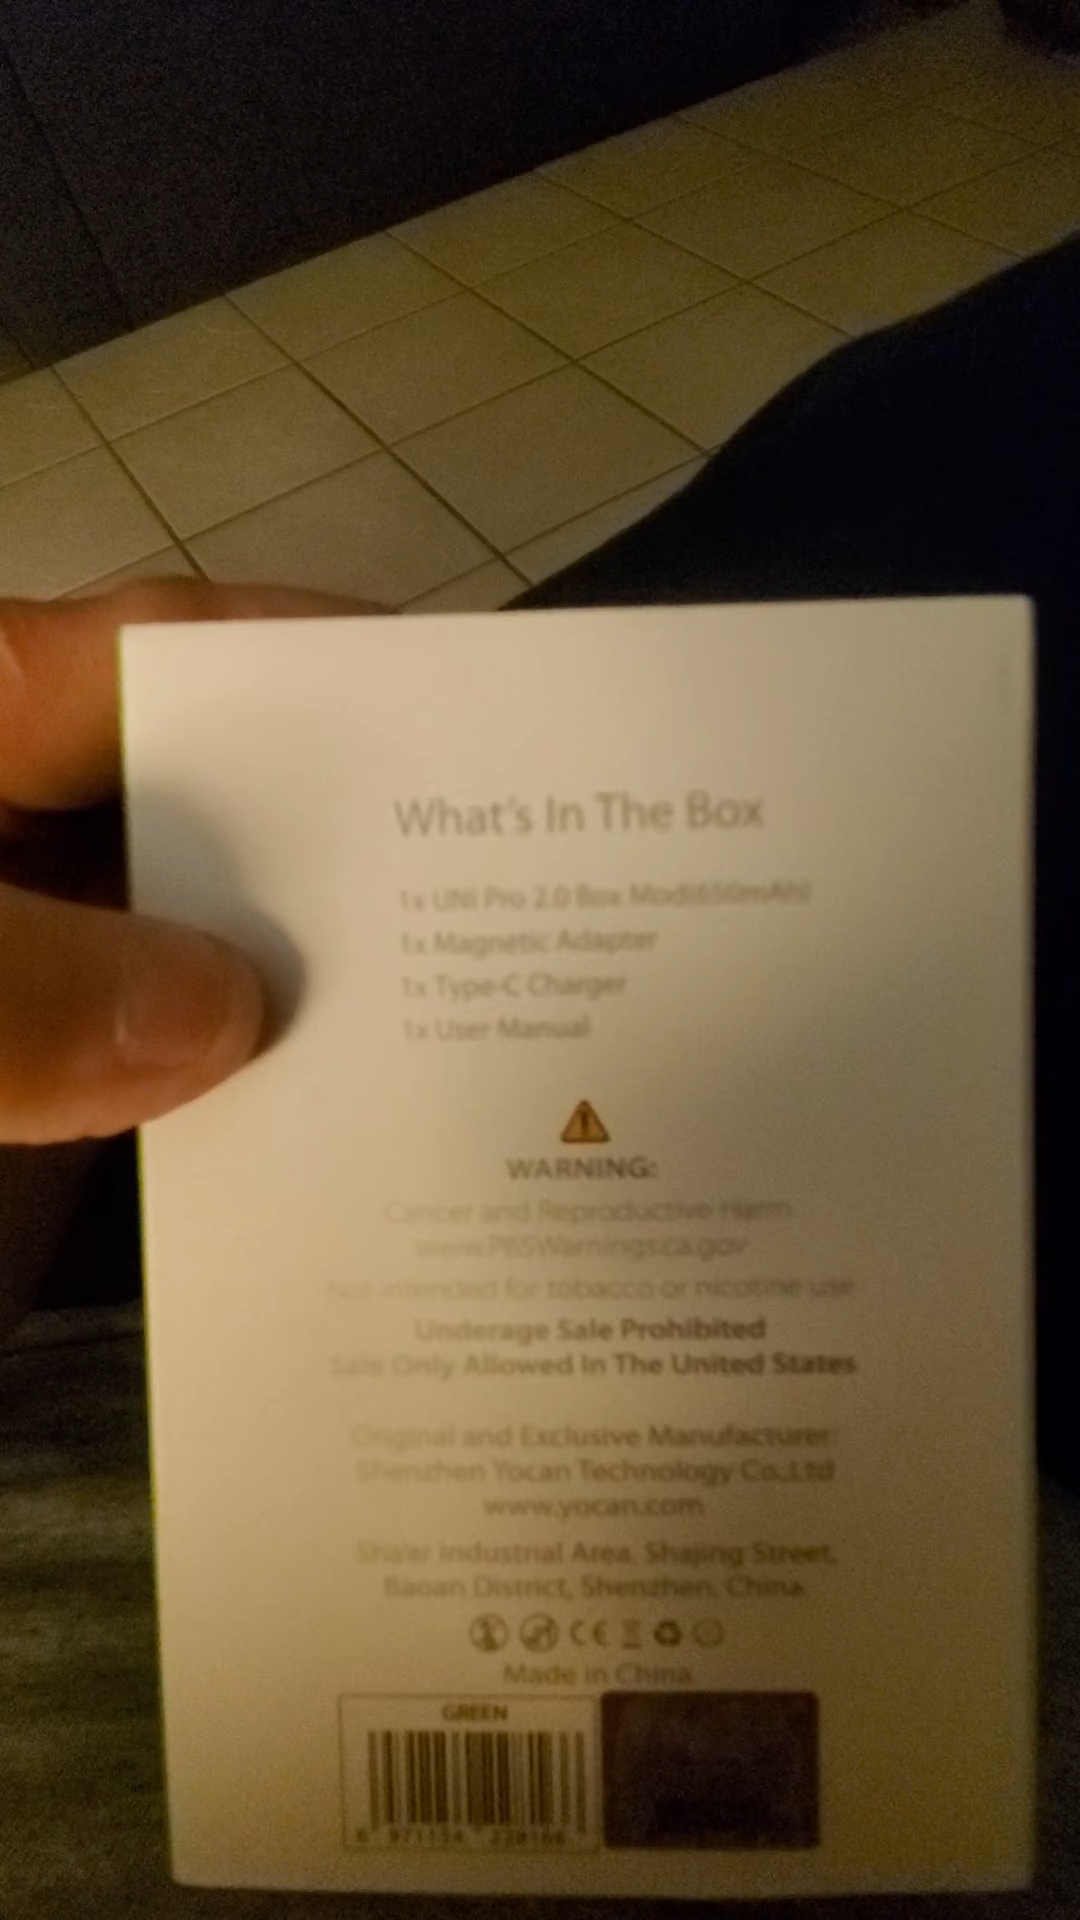 What's In The Box
1x UNI Pro 2.0 Box Mod(650mAh)
1x Magnetic Adapter
1x Type-C Charger
1x User Manual
WARNING:
Cancer and Reproductive Harm
www.P65Warnings.ca.gov
Not intended for tobacco or nicotine use
Underage Sale Prohibited
Sale Only Allowed In The United States
Original and Exclusive Manufacturer:
Shenzhen Yocan Technology Co.,Ltd
www.yocan.com
Sha'er Industrial Area, Shajing Street,
Baoan District, Shenzhen, China
CE
Made in China
GREEN